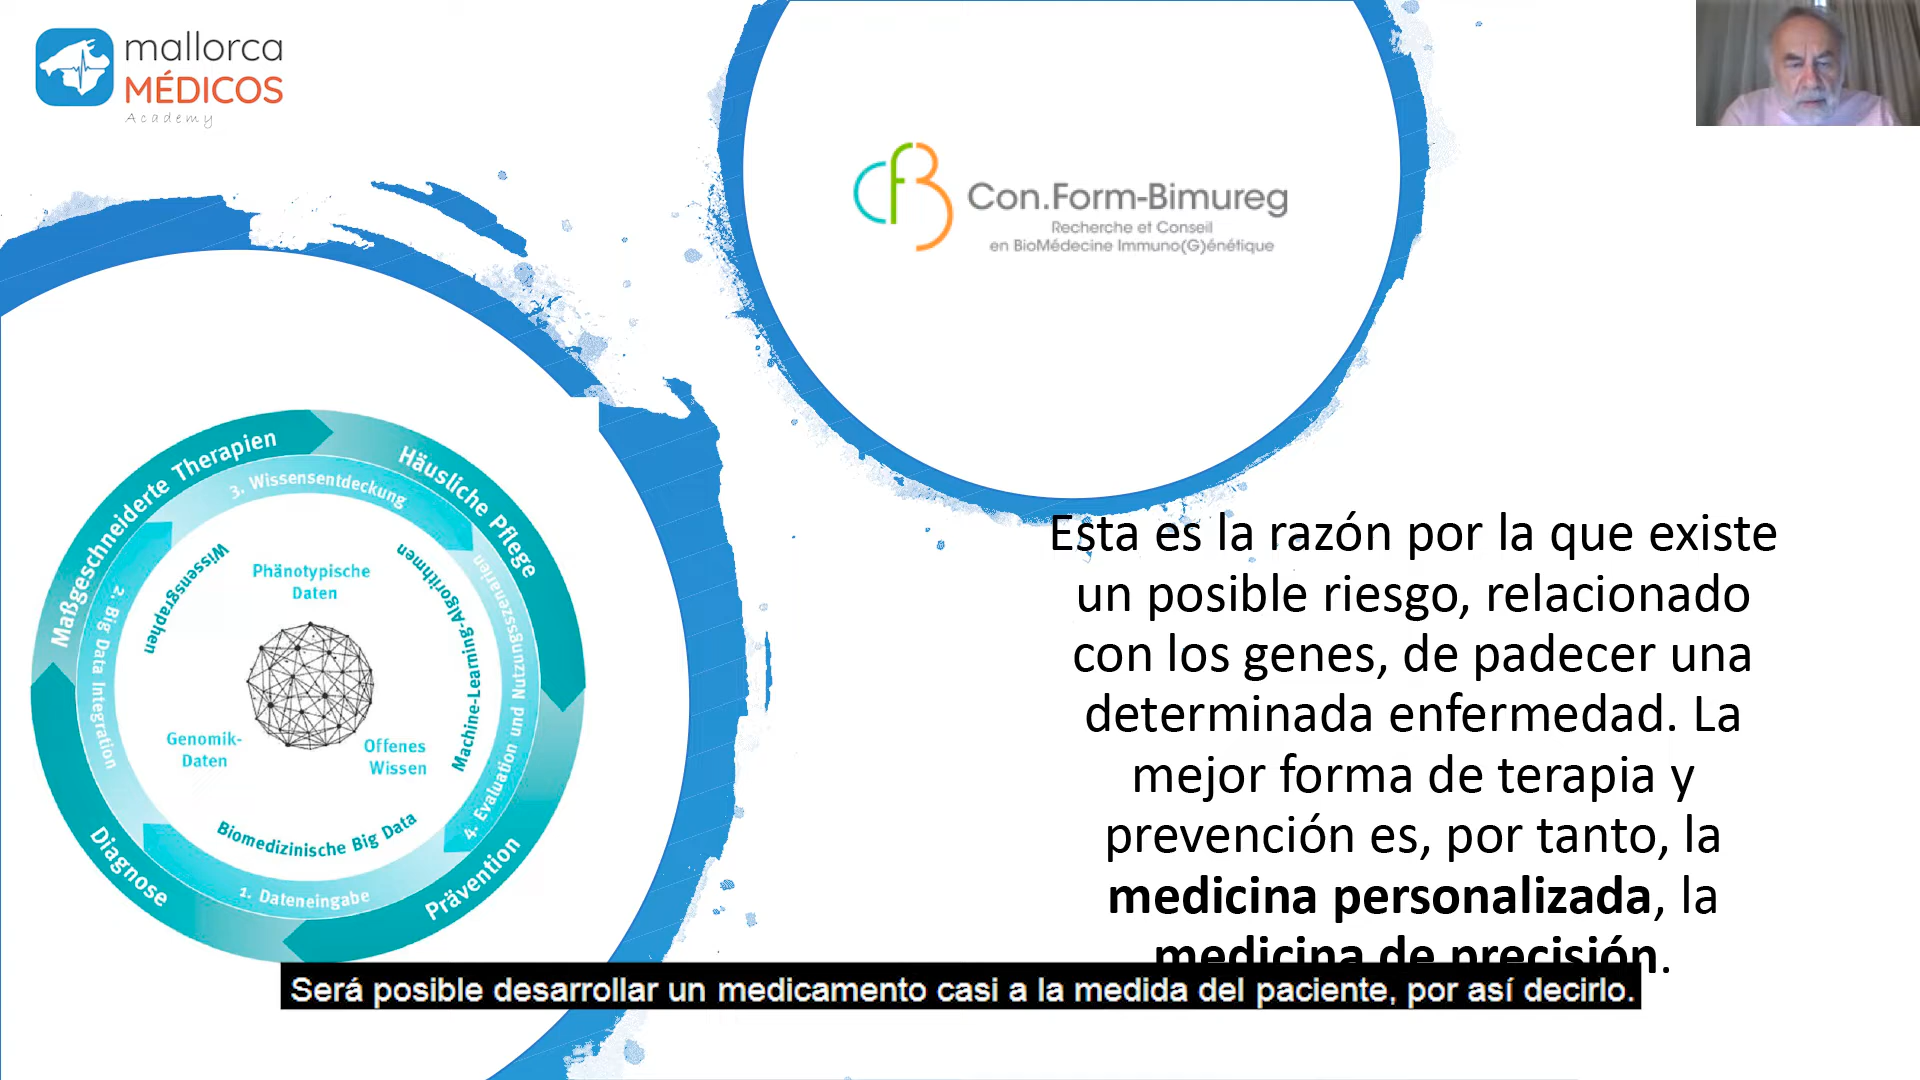 mallorca
MÉDICOS
Academy
Con.Form-Bimureg
Recherche et Conseil
en BioMédecine Immuno(G)énétique
Maßgeschneiderte Therapien
Häusliche Pflege
3. Wissensentdeckung
2. Big Data Integration
4. Evaluation und Nutzungsszenarien
Wissensgraphen
Machine-Learning-Algorithmen
Phänotypische
Daten
Genomik-
Daten
Offenes
Wissen
Biomedizinische Big Data
1. Dateneingabe
Diagnose
Prävention
Esta es la razón por la que existe
un posible riesgo, relacionado
con los genes, de padecer una
determinada enfermedad. La
mejor forma de terapia y
prevención es, por tanto, la
medicina personalizada, la
medicina de precisión.
Será posible desarrollar un medicamento casi a la medida del paciente, por así decirlo.